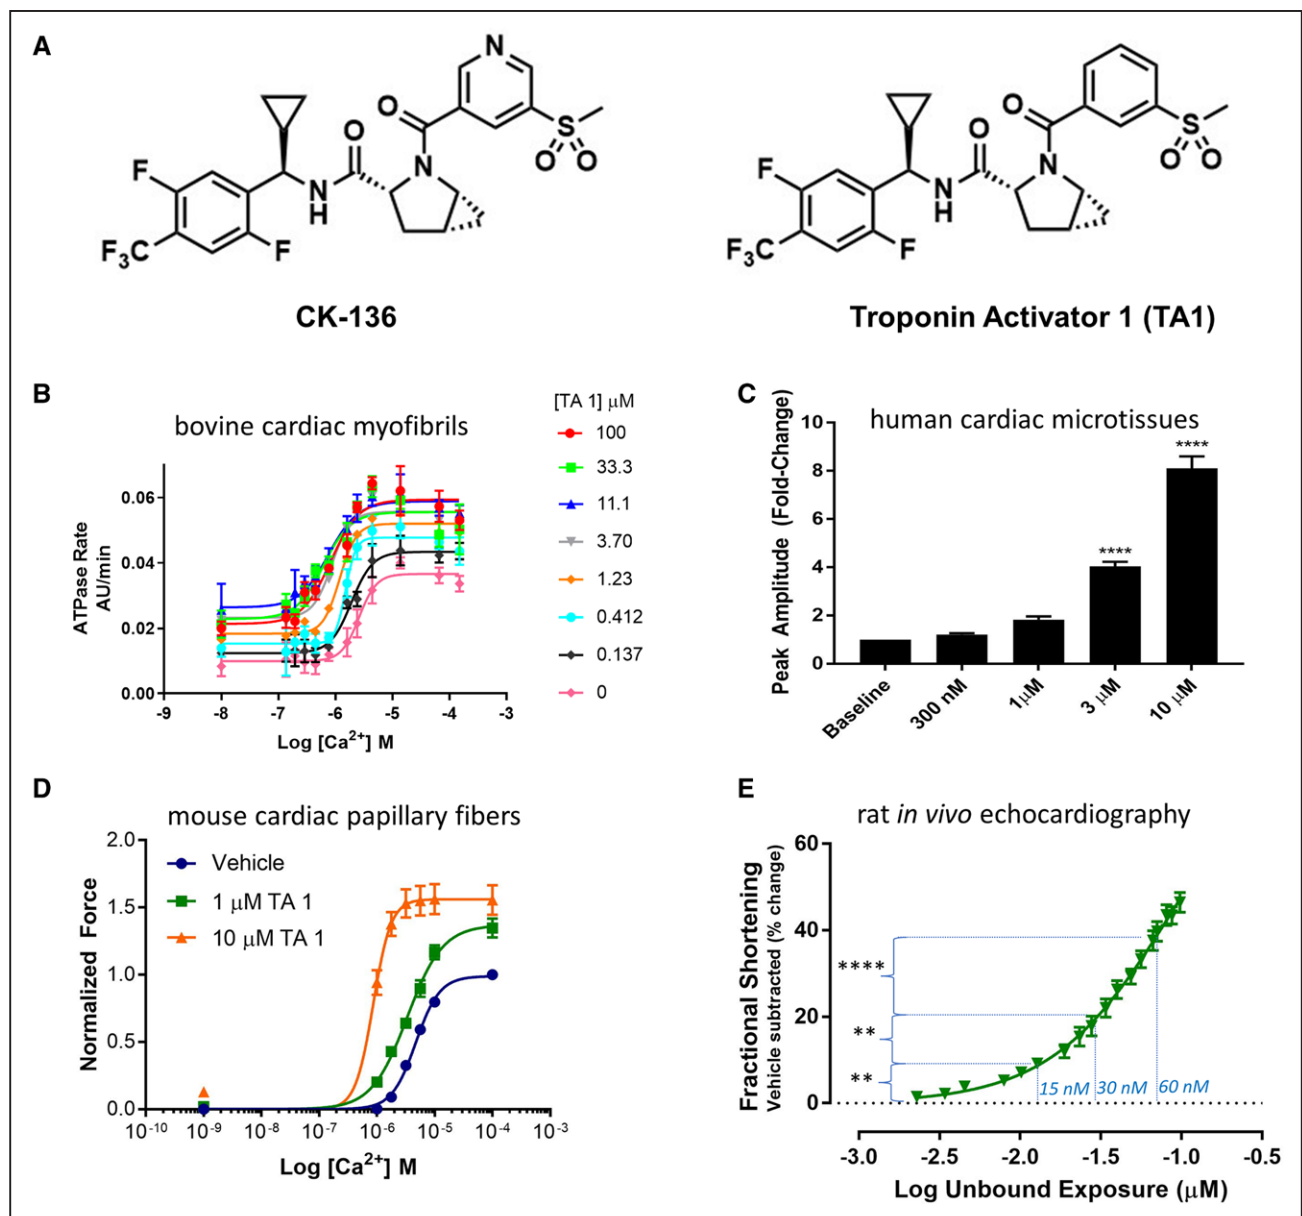 A
N
O
O
S
O
O
N
N
H
F
F
F₃C
CK-136
O
O
S
O
O
N
N
H
F
F
F₃C
Troponin Activator 1 (TA1)
B
bovine cardiac myofibrils
ATPase Rate
AU/min
0.06
0.04
0.02
0.00
-9 -8 -7 -6 -5 -4 -3
Log [Ca²⁺] M
[TA 1] μM
100
33.3
11.1
3.70
1.23
0.412
0.137
0
C
human cardiac microtissues
Peak Amplitude (Fold-Change)
10
8
6
4
2
0
****
****
Baseline
300 nM
1μM
3 μM
10 μM
D
mouse cardiac papillary fibers
Normalized Force
2.0
1.5
1.0
0.5
0.0
Vehicle
1 μM TA 1
10 μM TA 1
10⁻¹⁰ 10⁻⁹ 10⁻⁸ 10⁻⁷ 10⁻⁶ 10⁻⁵ 10⁻⁴ 10⁻³
Log [Ca²⁺] M
E
rat in vivo echocardiography
Fractional Shortening
Vehicle subtracted (% change)
60
40
20
0
****
**
**
15 nM 30 nM 60 nM
-3.0 -2.5 -2.0 -1.5 -1.0 -0.5
Log Unbound Exposure (μM)